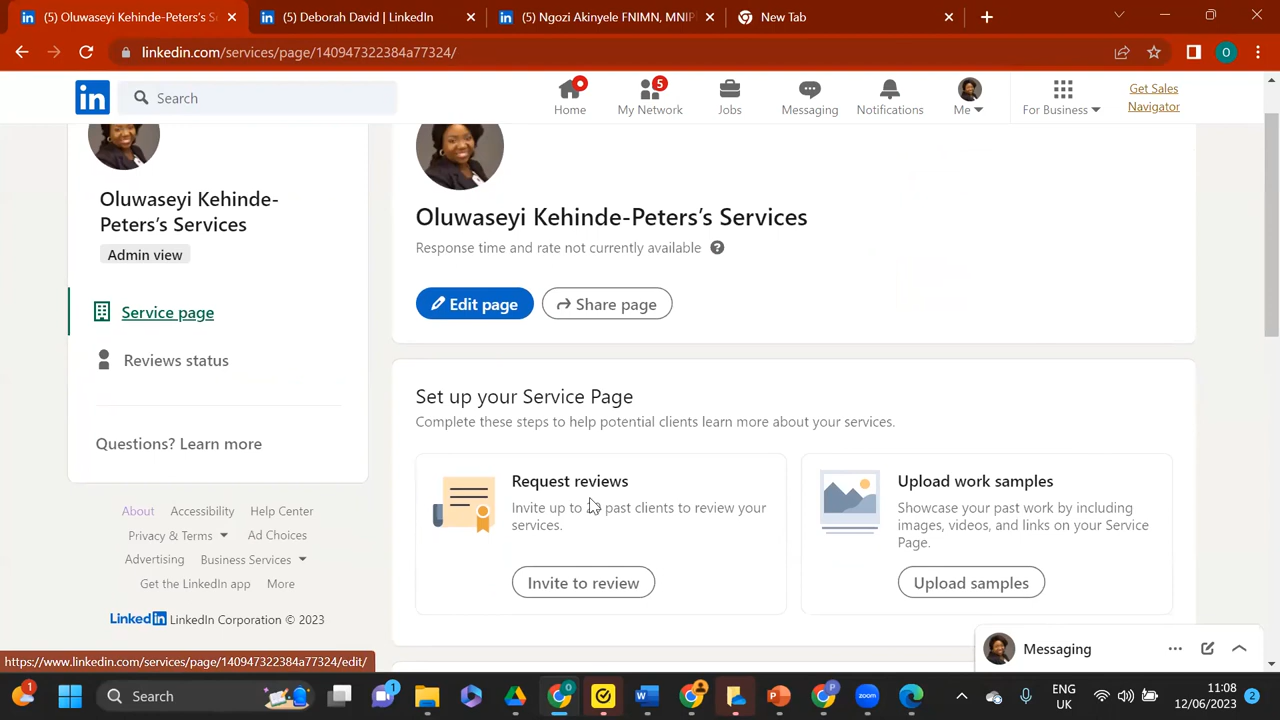 (5) Oluwaseyi Kehinde-Peters's S
(5) Deborah David | LinkedIn
(5) Ngozi Akinyele FNIMN, MNIP
New Tab
linkedin.com/services/page/140947322384a77324/
O
in
Search
Home
5
My Network
Jobs
Messaging
Notifications
Me
For Business
Get Sales
Navigator
Oluwaseyi Kehinde-
Peters's Services
Admin view
Service page
Reviews status
Questions? Learn more
About Accessibility Help Center
Privacy & Terms Ad Choices
Advertising Business Services
Get the LinkedIn app More
LinkedIn LinkedIn Corporation © 2023
Oluwaseyi Kehinde-Peters's Services
Response time and rate not currently available ?
Edit page Share page
Set up your Service Page
Complete these steps to help potential clients learn more about your services.
Request reviews
Invite up to past clients to review your
services.
Invite to review
Upload work samples
Showcase your past work by including
images, videos, and links on your Service
Page.
Upload samples
Messaging
https://www.linkedin.com/services/page/140947322384a77324/edit/
1
Search
1
ENG
UK
11:08
12/06/2023
2